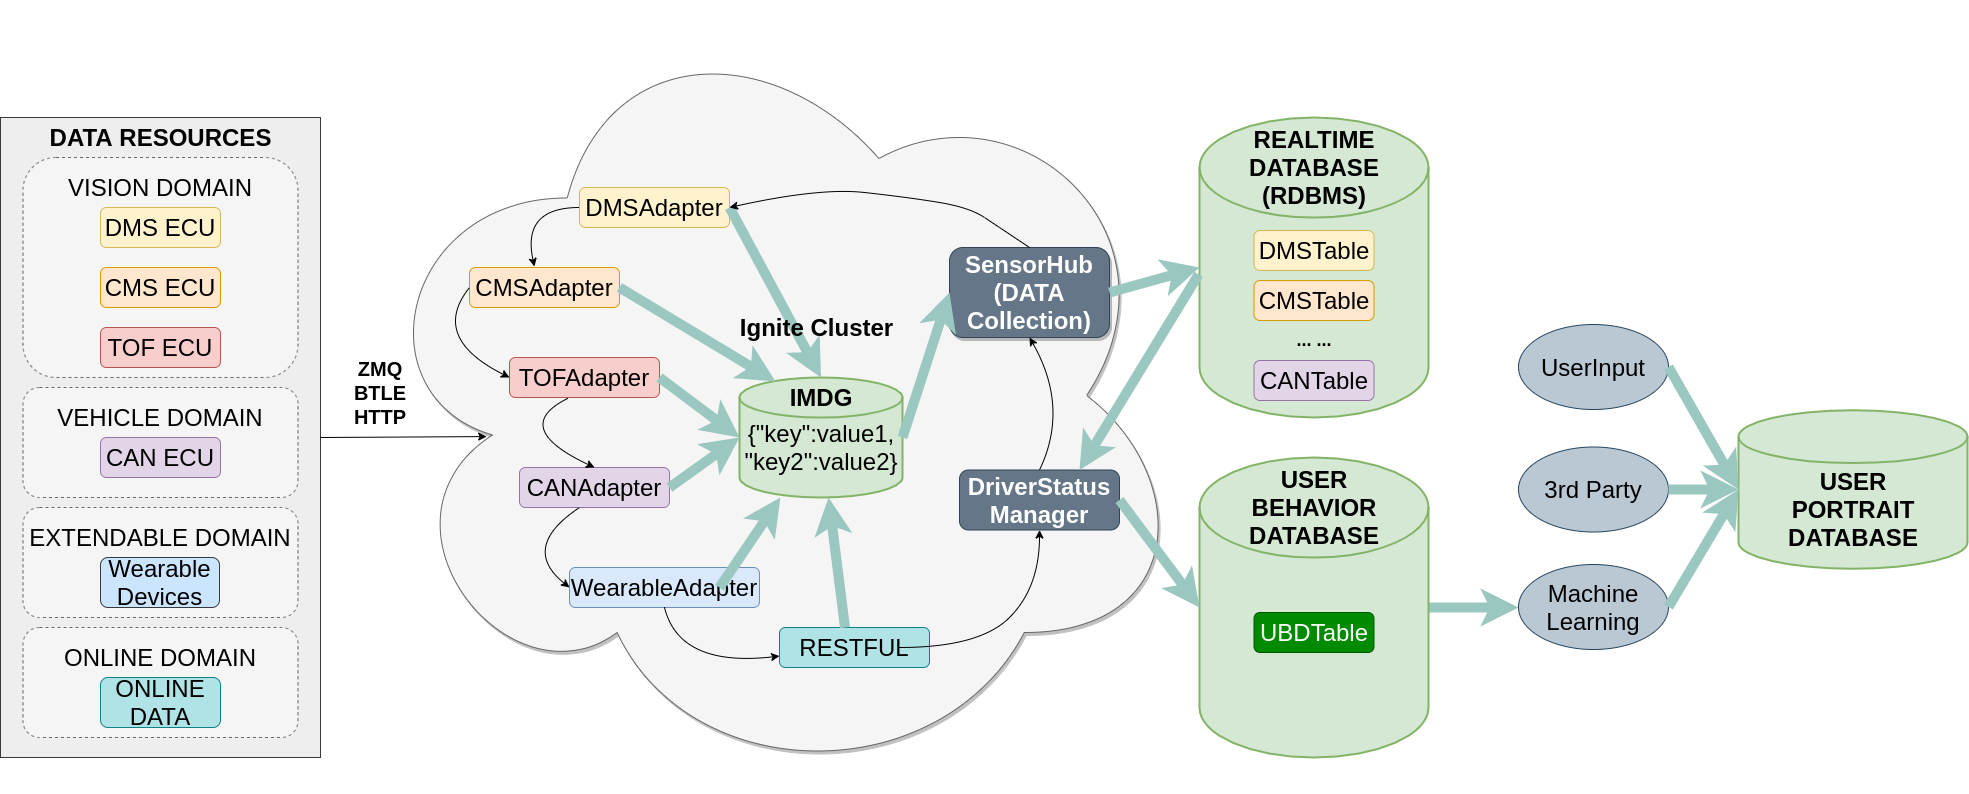 DATA RESOURCES
VISION DOMAIN
DMS ECU
CMS ECU
TOF ECU
VEHICLE DOMAIN
CAN ECU
EXTENDABLE DOMAIN
Wearable
Devices
ONLINE DOMAIN
ONLINE
DATA
ZMQ
BTLE
HTTP
DMSAdapter
CMSAdapter
TOFAdapter
CANAdapter
WearableAdapter
RESTFUL
Ignite Cluster
IMDG
{"key":value1,
"key2":value2}
SensorHub
(DATA
Collection)
DriverStatus
Manager
REALTIME
DATABASE
(RDBMS)
DMSTable
CMSTable
... ...
CANTable
USER
BEHAVIOR
DATABASE
UBDTable
UserInput
3rd Party
Machine
Learning
USER
PORTRAIT
DATABASE